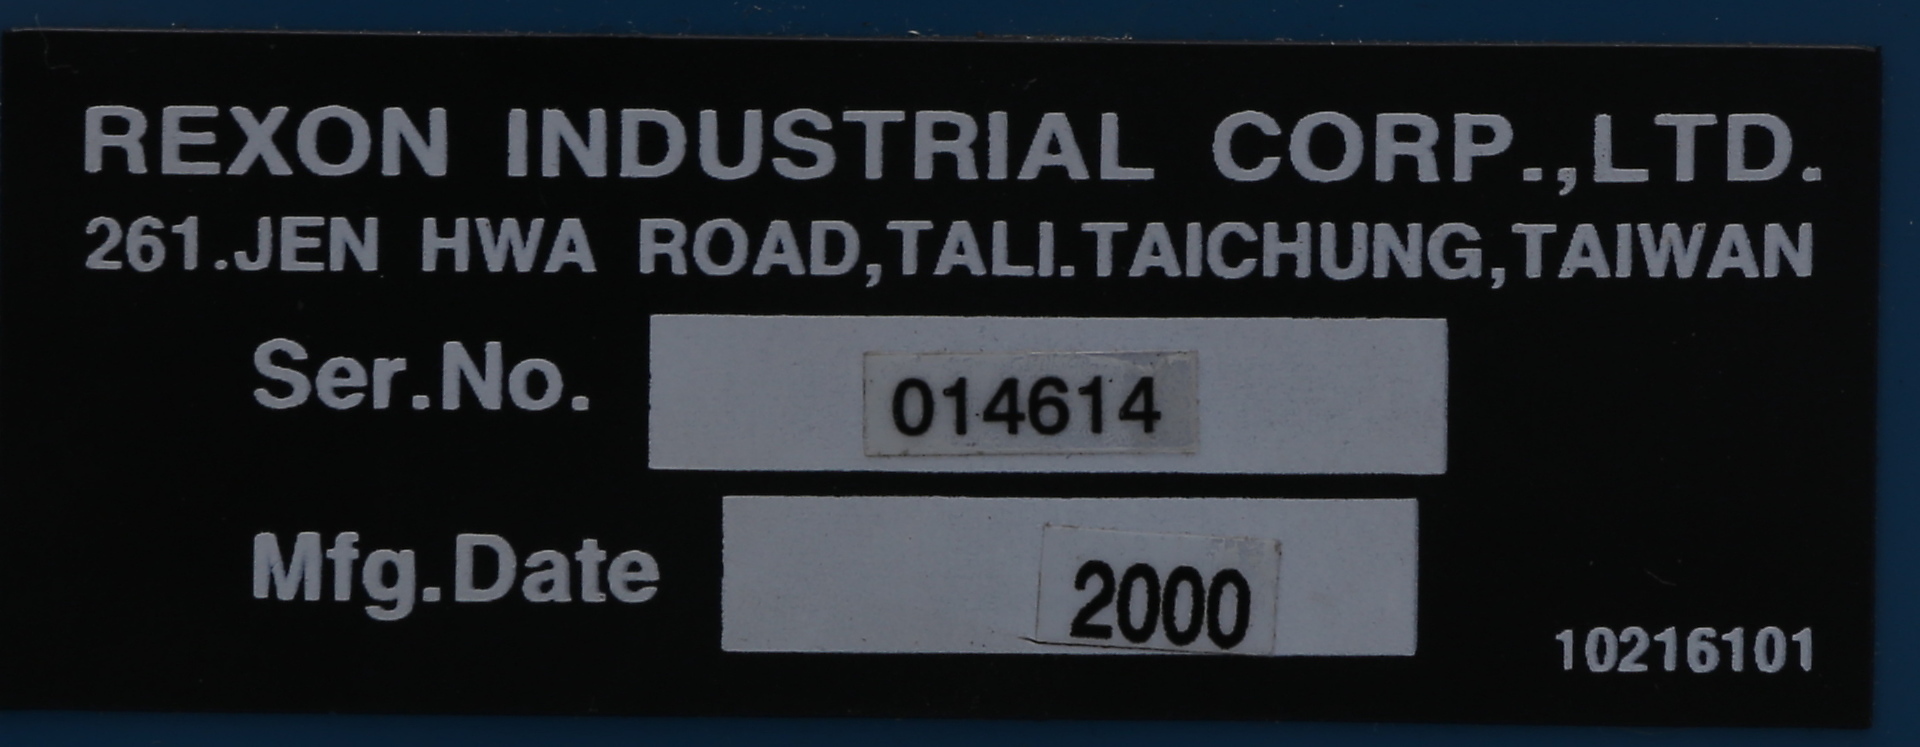 REXON INDUSTRIAL CORP.,LTD.
261.JEN HWA ROAD,TALI.TAICHUNG,TAIWAN
Ser.No. 014614
Mfg.Date 2000
10216101